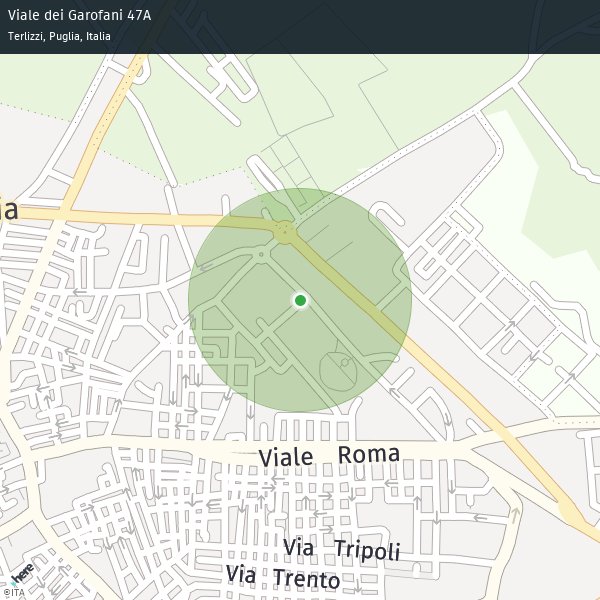 Viale dei Garofani 47A
Terlizzi, Puglia, Italia
ia
Viale Roma
Via Tripoli
Via Trento
here
©ITA